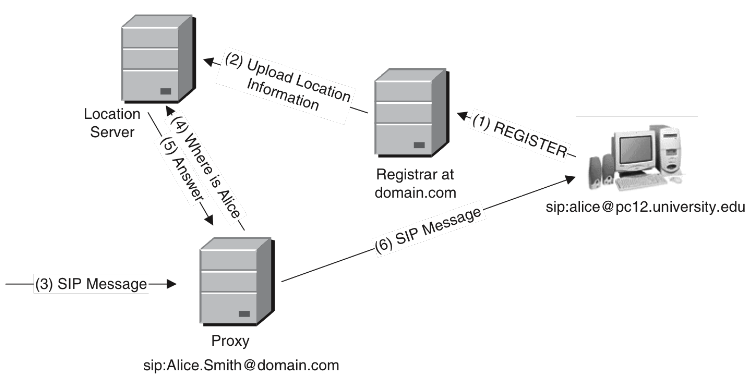 (2) Upload Location
Information
Location
Server
(1) REGISTER
Registrar at
domain.com
(4) Where is Alice
(5) Answer
sip:alice@pc12.university.edu
(6) SIP Message
(3) SIP Message
Proxy
sip:Alice.Smith@domain.com